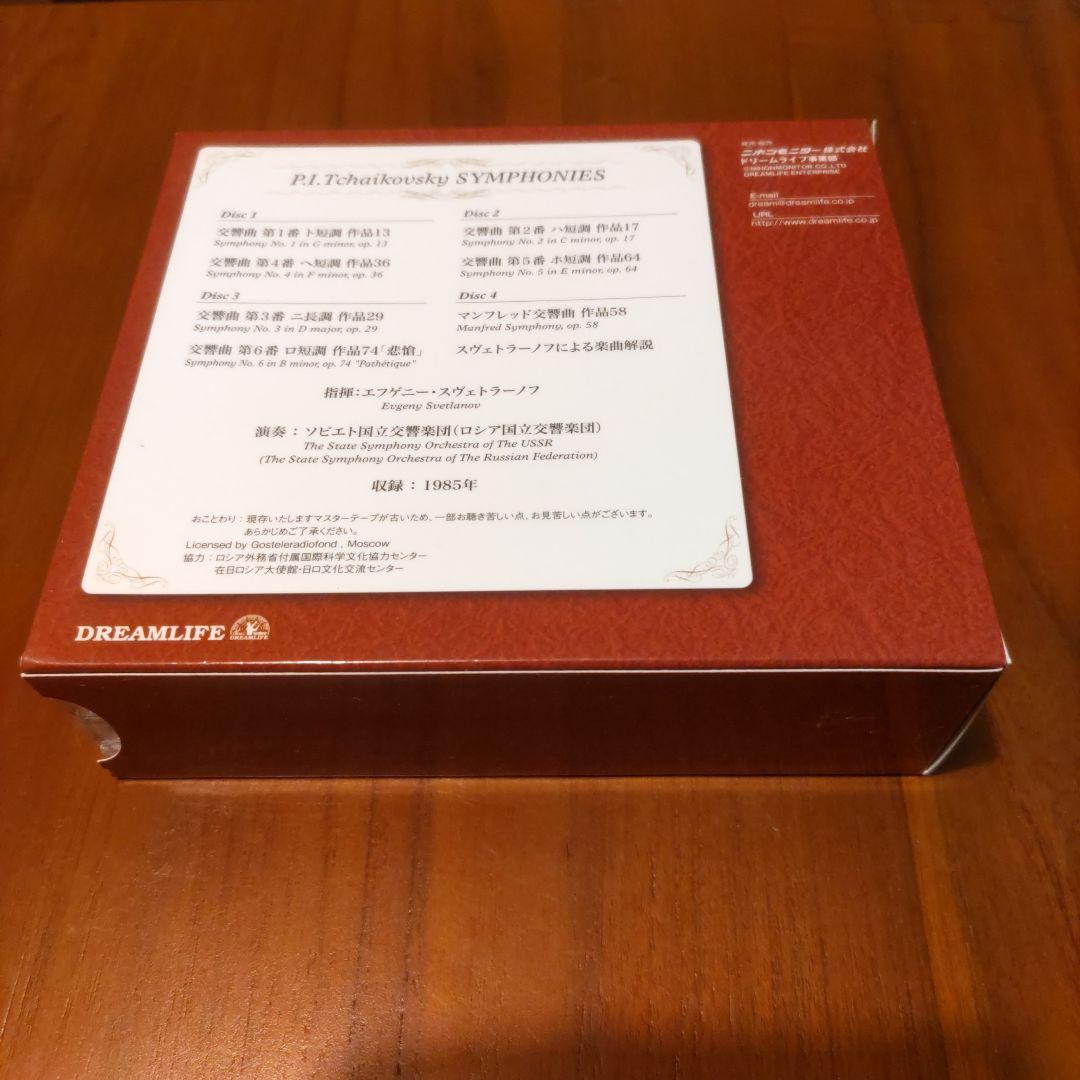 P.I.Tchaikovsky SYMPHONIES
Disc 1
交響曲 第1番 ト短調 作品13
Symphony No. 1 in G minor, op. 13
交響曲 第4番 ヘ短調 作品36
Symphony No. 4 in F minor, op. 36
Disc 2
交響曲 第2番 ハ短調 作品17
Symphony No. 2 in C minor, op. 17
交響曲 第5番 ホ短調 作品64
Symphony No. 5 in E minor, op. 64
Disc 3
交響曲 第3番 ニ長調 作品29
Symphony No. 3 in D major, op. 29
交響曲 第6番 ロ短調 作品74「悲愴」
Symphony No. 6 in B minor, op. 74 "Pathétique"
Disc 4
マンフレッド交響曲 作品58
Manfred Symphony, op. 58
スヴェトラーノフによる楽曲解説
指揮：エフゲニー・スヴェトラーノフ
Evgeny Svetlanov
演奏：ソビエト国立交響楽団（ロシア国立交響楽団）
The State Symphony Orchestra of The USSR
(The State Symphony Orchestra of The Russian Federation)
収録：1985年
おことわり：現存いたしますマスターテープが古いため、一部お聴き苦しい点、お見苦しい点がございます。
あらかじめご了承ください。
Licensed by Gosteleradiofond , Moscow
協力：ロシア外務省付属国際科学文化協力センター
在日ロシア大使館・日ロ文化交流センター
DREAMLIFE
DREAMLIFE
ニホンモニター株式会社
ドリームライフ事業部
©NIHONMONITOR CO.,LTD
DREAMLIFE ENTERPRISE
E-mail
dream@dreamlife.co.jp
URL
http://www.dreamlife.co.jp